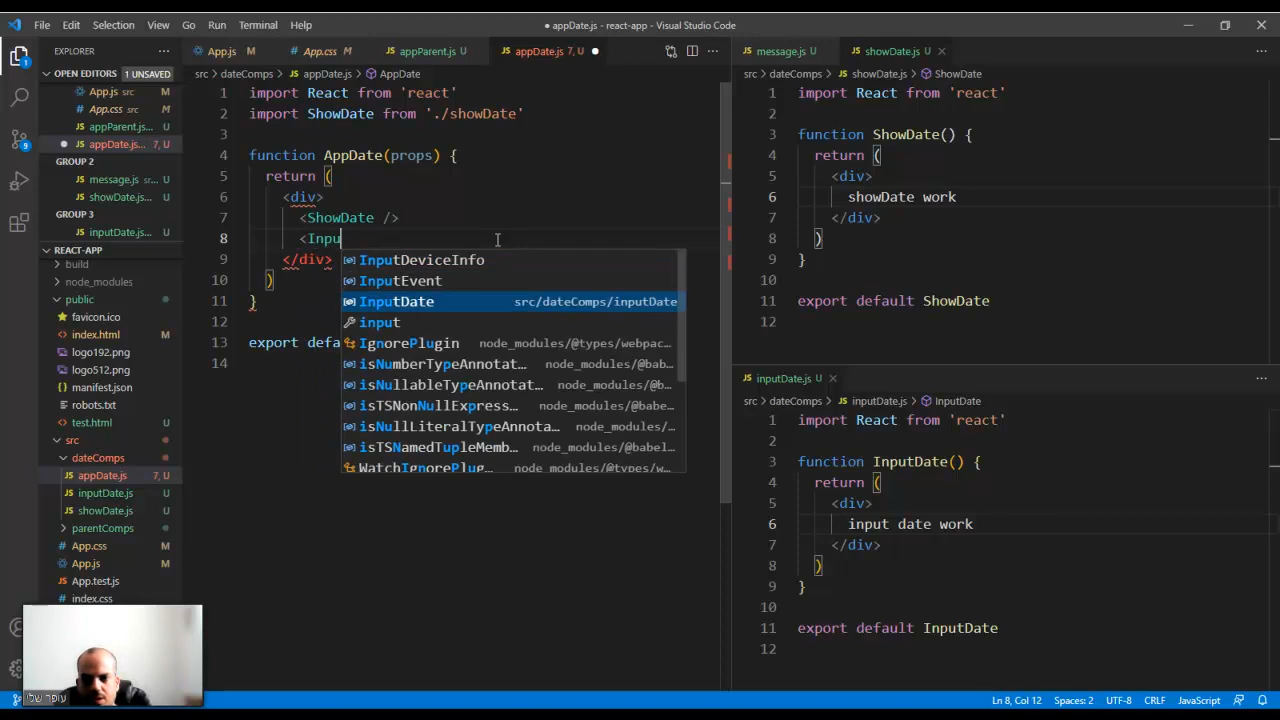 File Edit Selection View Go Run Terminal Help
● appDate.js - react-app - Visual Studio Code
EXPLORER
OPEN EDITORS 1 UNSAVED
App.js src M
App.css src M
appParent.js... U
appDate.js... 7, U
GROUP 2
message.js sr... U
showDate.js... U
GROUP 3
inputDate.js... U
REACT-APP
build
node_modules
public
favicon.ico
index.html M
logo192.png
logo512.png
manifest.json
robots.txt
test.html U
src
dateComps
appDate.js 7, U
inputDate.js U
showDate.js U
parentComps
App.css M
App.js M
App.test.js
index.css
App.js M App.css M appParent.js U appDate.js 7, U
src > dateComps > appDate.js > AppDate
1 import React from 'react'
2 import ShowDate from './showDate'
3
4 function AppDate(props) {
5 return (
6 <div>
7 <ShowDate />
8 <Inpu
9 </div>
10 )
11 }
12
13 export defa
14
InputDeviceInfo
InputEvent
InputDate src/dateComps/inputDate
input
IgnorePlugin node_modules/@types/webpac...
isNumberTypeAnnotat... node_modules/@bab...
isNullableTypeAnnotat... node_modules/@b...
isTSNonNullExpress... node_modules/@babe...
isNullLiteralTypeAnnota... node_modules/...
isTSNamedTupleMemb... node_modules/@babel...
WatchIgnorePlug... node_modules/@types/w...
message.js U showDate.js U
src > dateComps > showDate.js > ShowDate
1 import React from 'react'
2
3 function ShowDate() {
4 return (
5 <div>
6 showDate work
7 </div>
8 )
9 }
10
11 export default ShowDate
12
inputDate.js U
src > dateComps > inputDate.js > InputDate
1 import React from 'react'
2
3 function InputDate() {
4 return (
5 <div>
6 input date work
7 </div>
8 )
9 }
10
11 export default InputDate
12
עופר שלי
Ln 8, Col 12 Spaces: 2 UTF-8 CRLF JavaScript